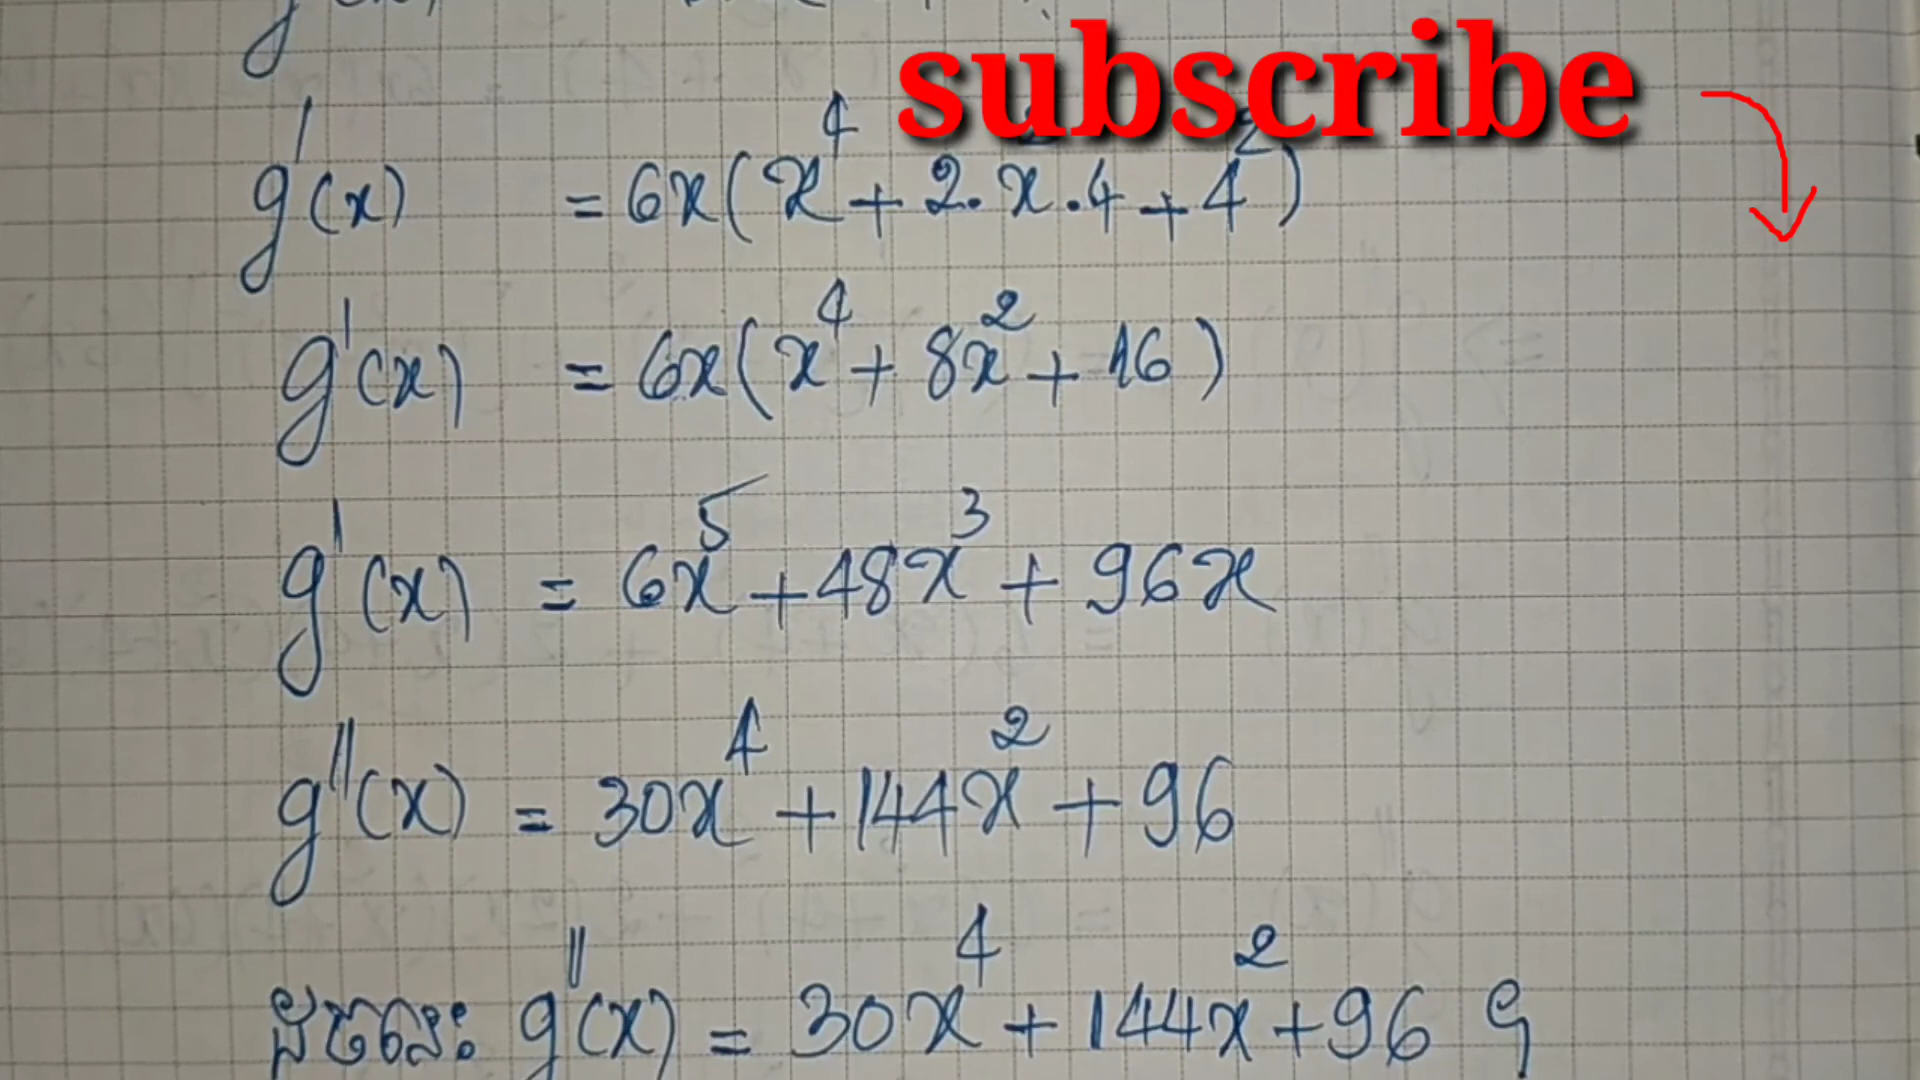 subscribe
g'(x) = 6x(x⁴ + 2.x².4 + 4²)
g'(x) = 6x(x⁴ + 8x² + 16)
g'(x) = 6x⁵ + 48x³ + 96x
g''(x) = 30x⁴ + 144x² + 96
ដូចនេះ: g''(x) = 30x⁴ + 144x² + 96 ។